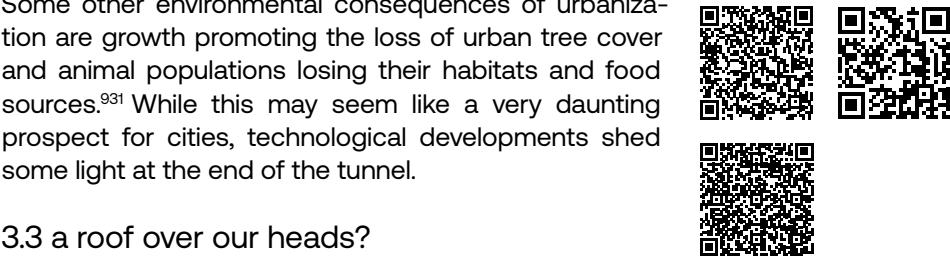 Some other environmental consequences of urbaniza-
tion are growth promoting the loss of urban tree cover
and animal populations losing their habitats and food
sources.931 While this may seem like a very daunting
prospect for cities, technological developments shed
some light at the end of the tunnel.
3.3 a roof over our heads?